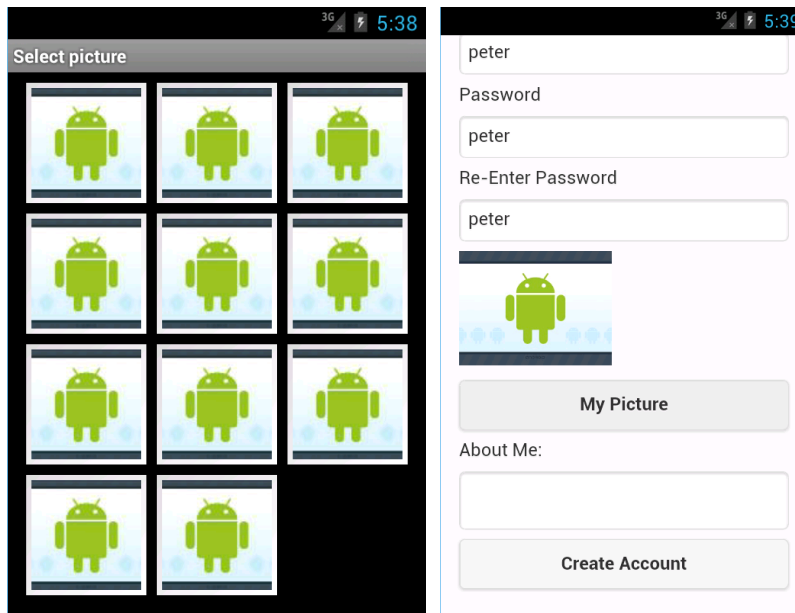 3G 5:38
Select picture
3G 5:39
peter
Password
peter
Re-Enter Password
peter
My Picture
About Me:
Create Account